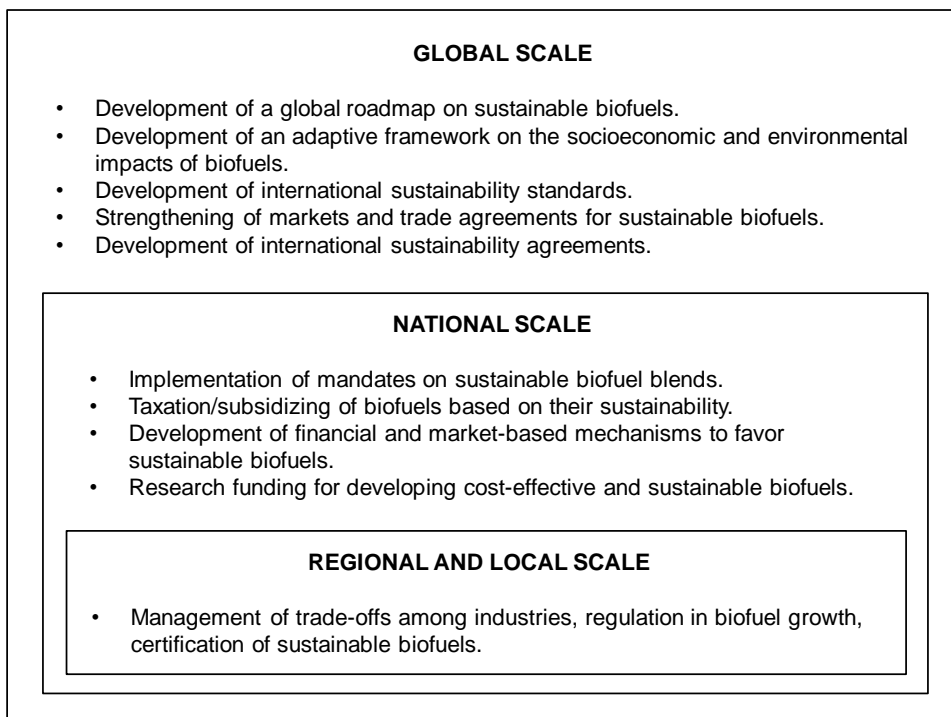 GLOBAL SCALE
• Development of a global roadmap on sustainable biofuels.
• Development of an adaptive framework on the socioeconomic and environmental
impacts of biofuels.
• Development of international sustainability standards.
• Strengthening of markets and trade agreements for sustainable biofuels.
• Development of international sustainability agreements.
NATIONAL SCALE
• Implementation of mandates on sustainable biofuel blends.
• Taxation/subsidizing of biofuels based on their sustainability.
• Development of financial and market-based mechanisms to favor
sustainable biofuels.
• Research funding for developing cost-effective and sustainable biofuels.
REGIONAL AND LOCAL SCALE
• Management of trade-offs among industries, regulation in biofuel growth,
certification of sustainable biofuels.